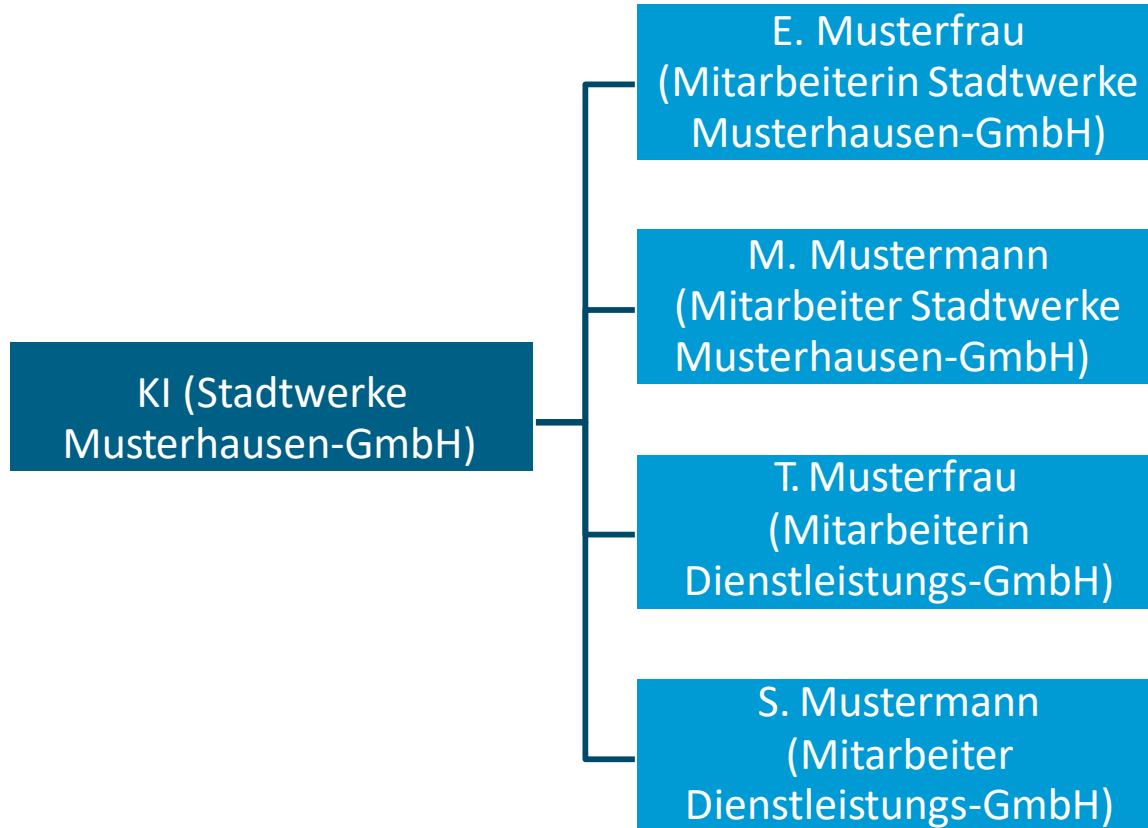 E. Musterfrau
(Mitarbeiterin Stadtwerke
Musterhausen-GmbH)
M. Mustermann
(Mitarbeiter Stadtwerke
Musterhausen-GmbH)
KI (Stadtwerke
Musterhausen-GmbH)
T. Musterfrau
(Mitarbeiterin
Dienstleistungs-GmbH)
S. Mustermann
(Mitarbeiter
Dienstleistungs-GmbH)